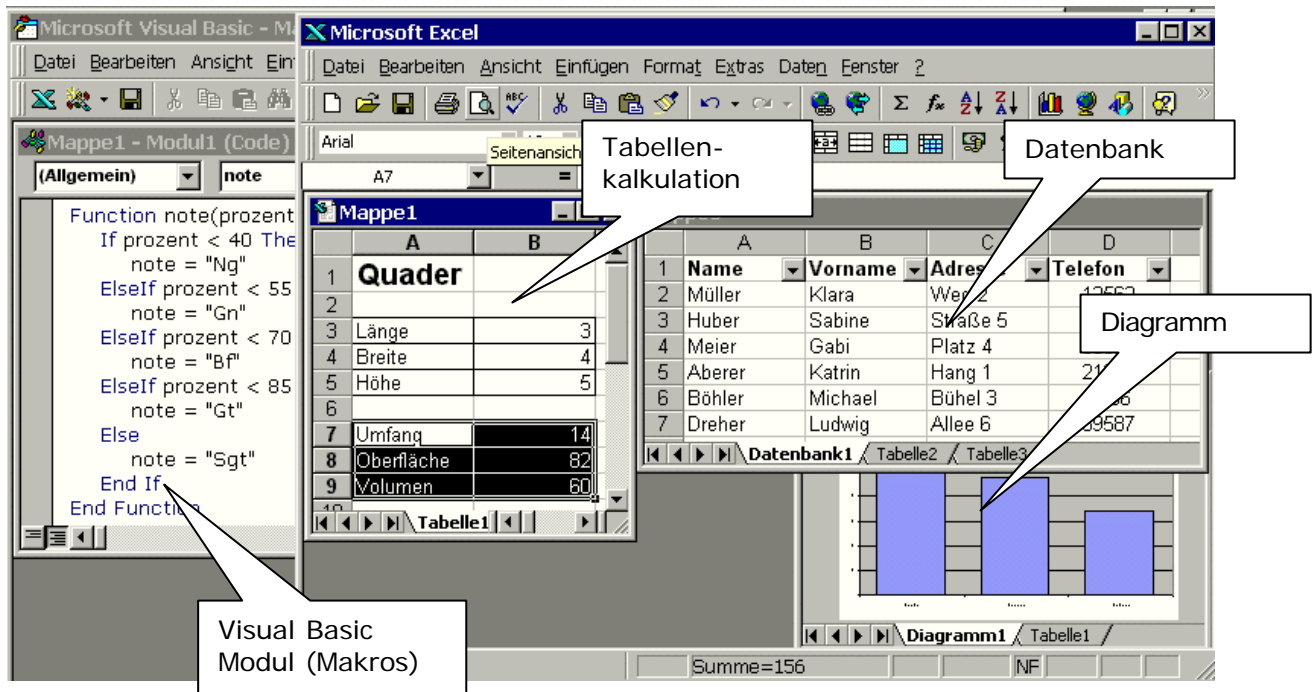 Microsoft Visual Basic - Ma
Datei Bearbeiten Ansicht Ein
Mappe1 - Modul1 (Code)
(Allgemein) note
Function note(prozent
If prozent < 40 The
note = "Ng"
ElseIf prozent < 55
note = "Gn"
ElseIf prozent < 70
note = "Bf"
ElseIf prozent < 85
note = "Gt"
Else
note = "Sgt"
End If
End Function
Visual Basic
Modul (Makros)
Microsoft Excel
Datei Bearbeiten Ansicht Einfügen Format Extras Daten Fenster ?
Arial
Seitenansich
A7 =
Tabellen-
kalkulation
Datenbank
Diagramm
Mappe1
A B
1 Quader
2
3 Länge 3
4 Breite 4
5 Höhe 5
6
7 Umfang 14
8 Oberfläche 82
9 Volumen 60
10
Tabelle1
A B C D
1 Name Vorname Adresse Telefon
2 Müller Klara Weg 2
3 Huber Sabine Straße 5
4 Meier Gabi Platz 4
5 Aberer Katrin Hang 1
6 Böhler Michael Bühel 3
7 Dreher Ludwig Allee 6
Datenbank1 Tabelle2 Tabelle3
Diagramm1 Tabelle1
Summe=156 NF